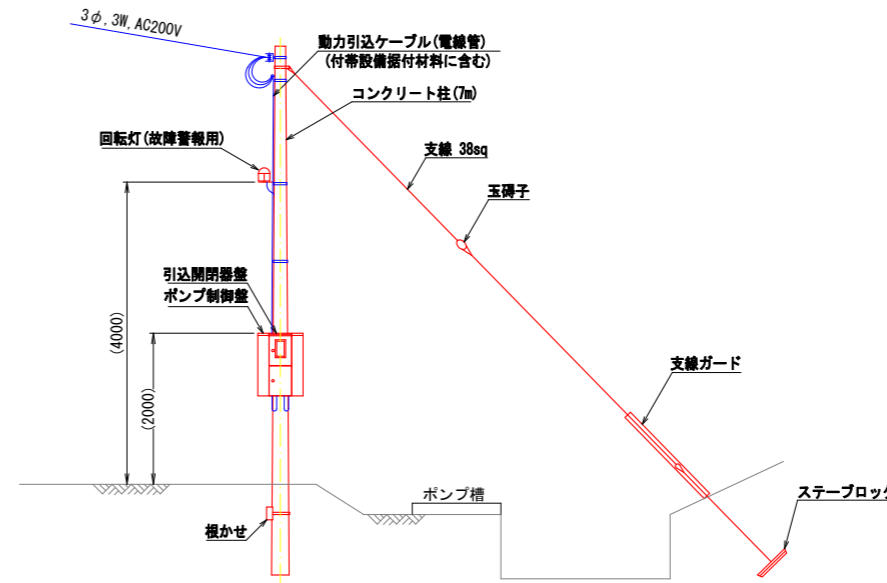 3φ,3W,AC200V
動力引込ケーブル(電線管)
(付帯設備据付材料に含む)
コンクリート柱(7m)
回転灯(故障警報用)
支線 38sq
玉碍子
引込開閉器盤
ポンプ制御盤
(4000)
(2000)
支線ガード
ポンプ槽
ステーブロック
根かせ